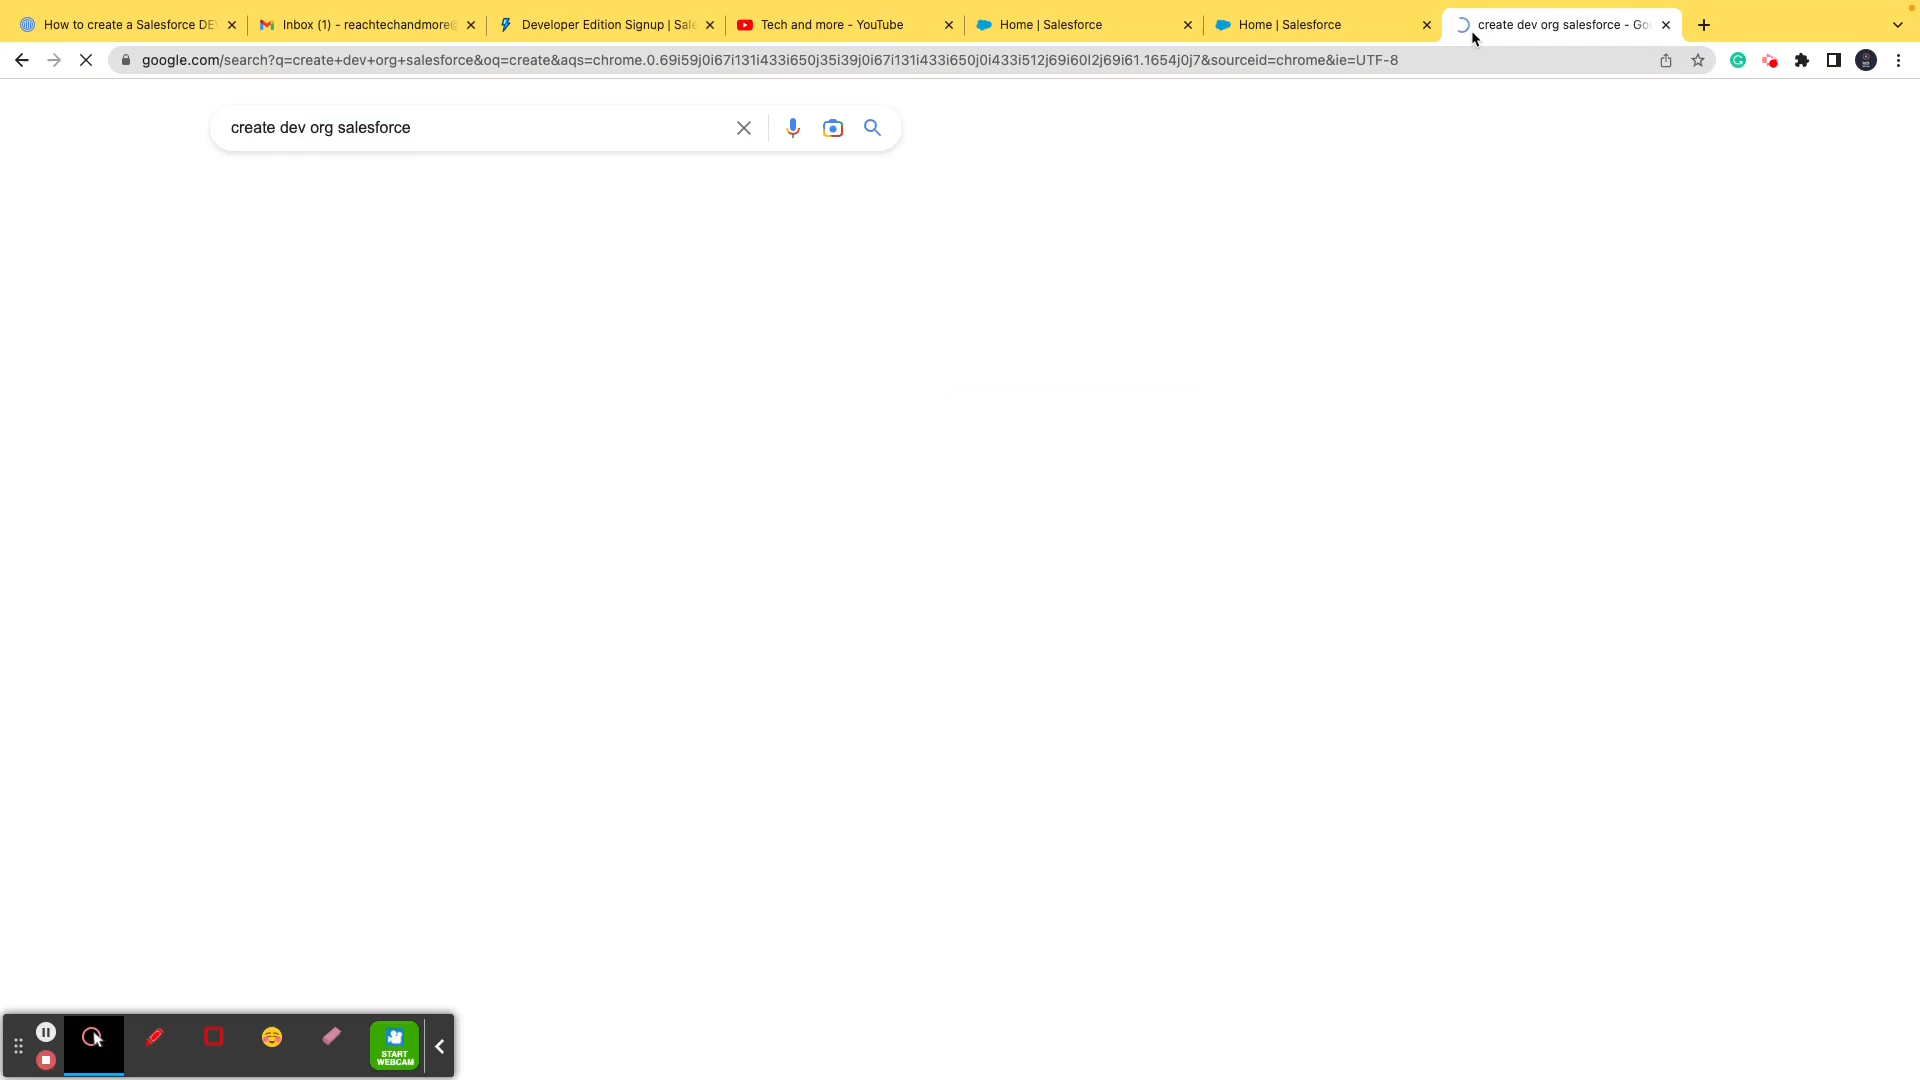 How to create a Salesforce DE
Inbox (1) - reachtechandmore@
Developer Edition Signup | Sale
Tech and more - YouTube
Home | Salesforce
Home | Salesforce
create dev org salesforce - Go
google.com/search?q=create+dev+org+salesforce&oq=create&aqs=chrome.0.69i59j0i67i131i433i650j35i39j0i67i131i433i650j0i433i512j69i60l2j69i61.1654j0j7&sourceid=chrome&ie=UTF-8
create dev org salesforce
START
WEBCAM